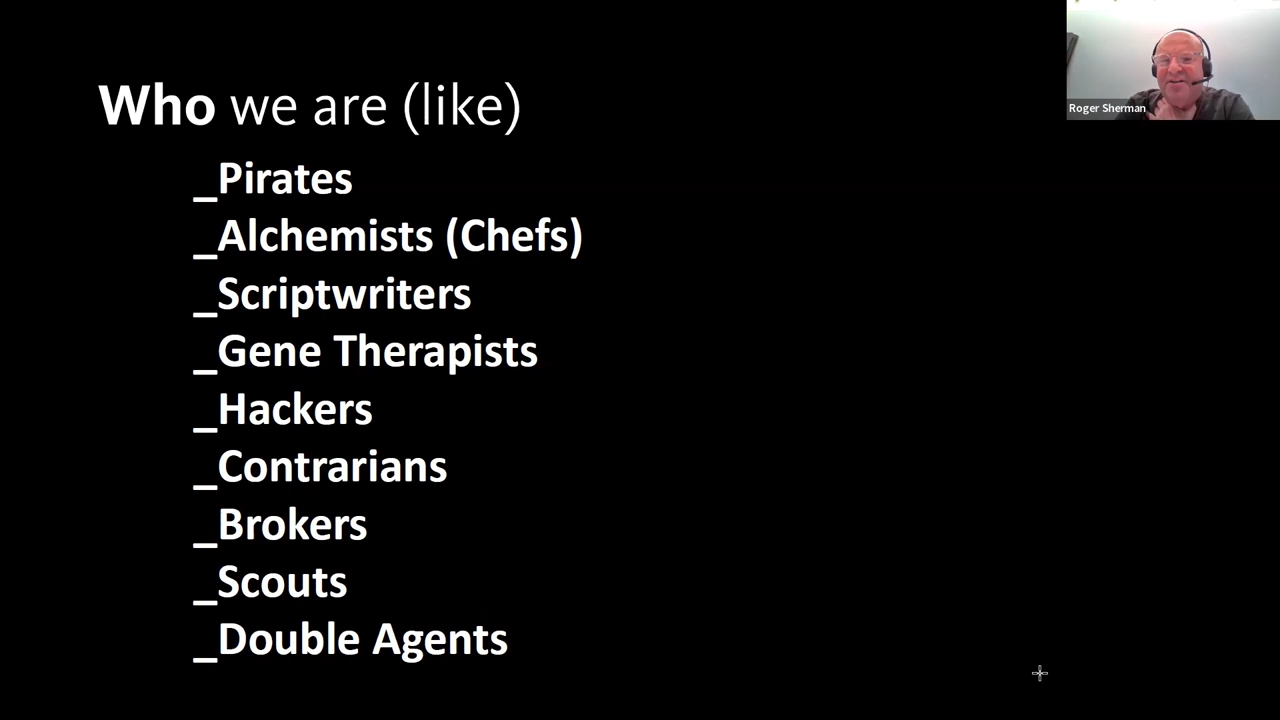 Who we are (like)
_Pirates
_Alchemists (Chefs)
_Scriptwriters
_Gene Therapists
_Hackers
_Contrarians
_Brokers
_Scouts
_Double Agents
Roger Sherman